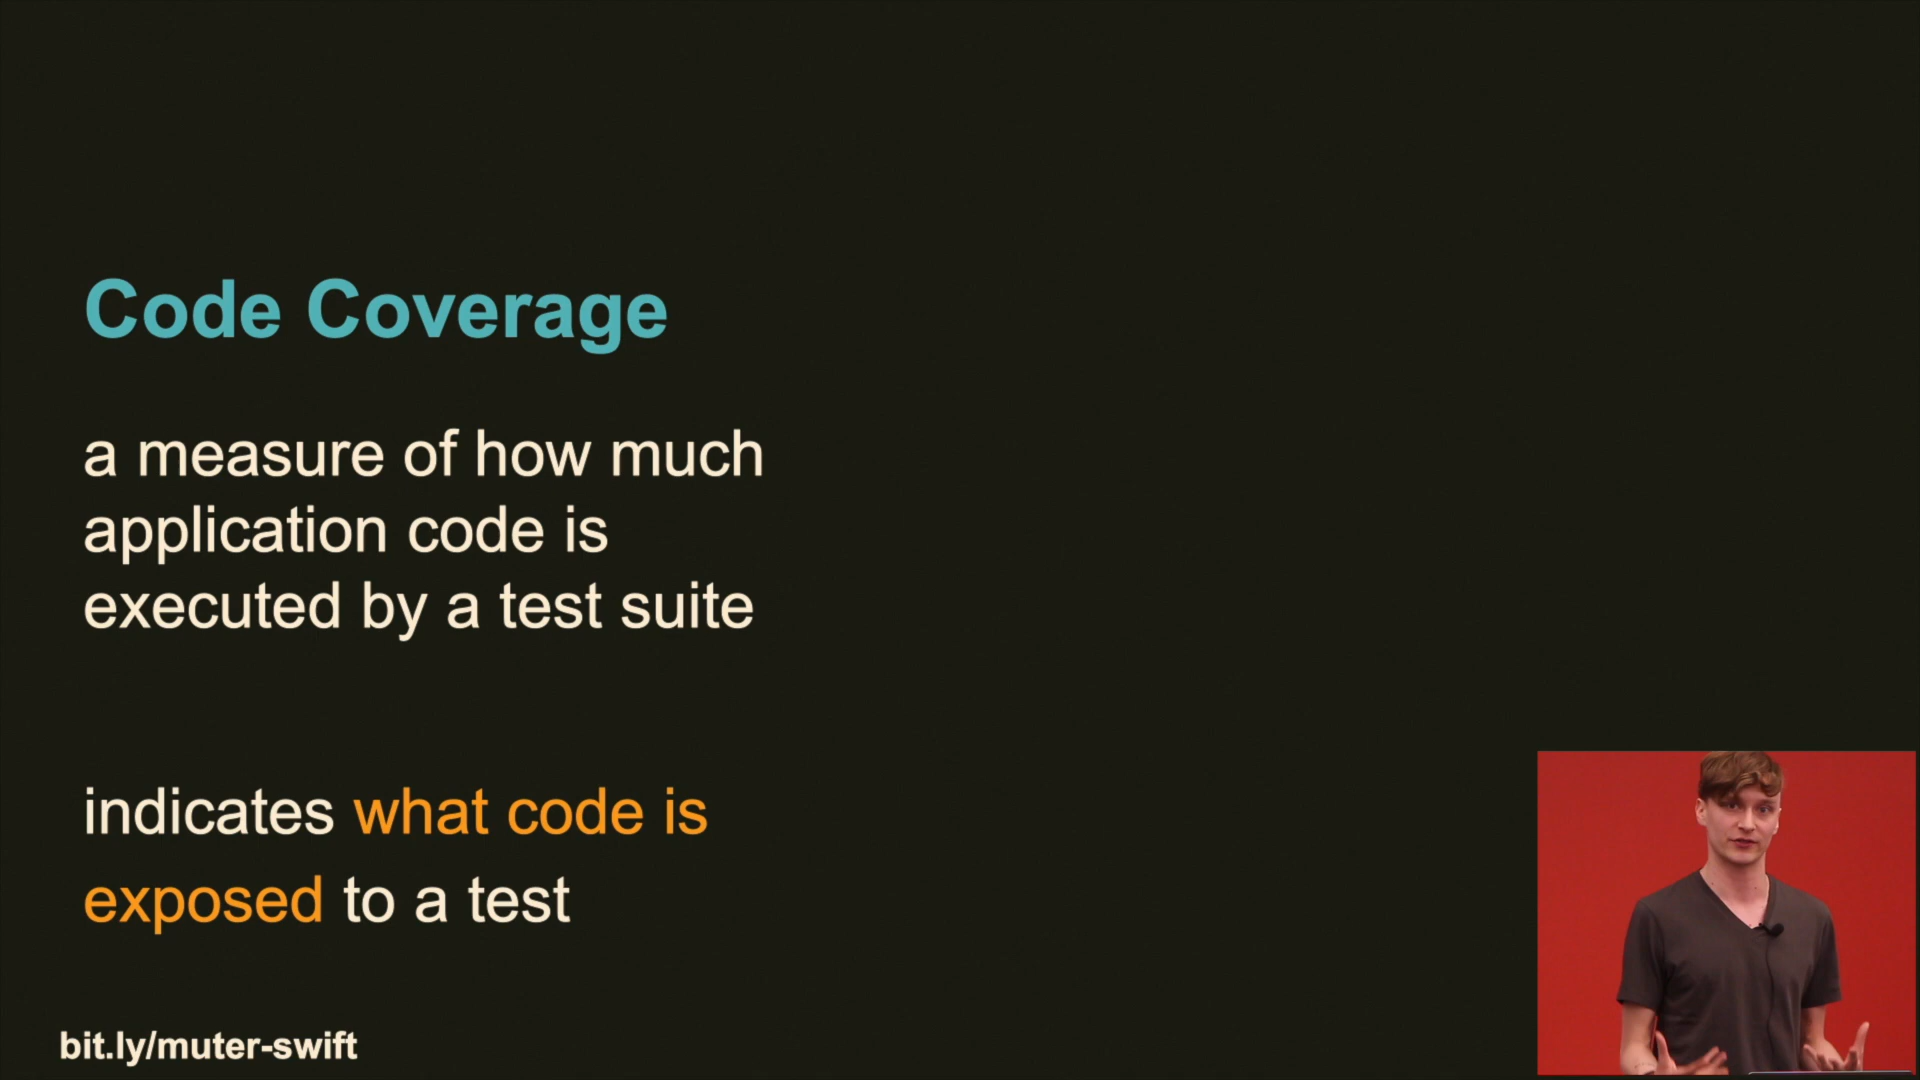 Code Coverage
a measure of how much
application code is
executed by a test suite
indicates what code is
exposed to a test
bit.ly/muter-swift